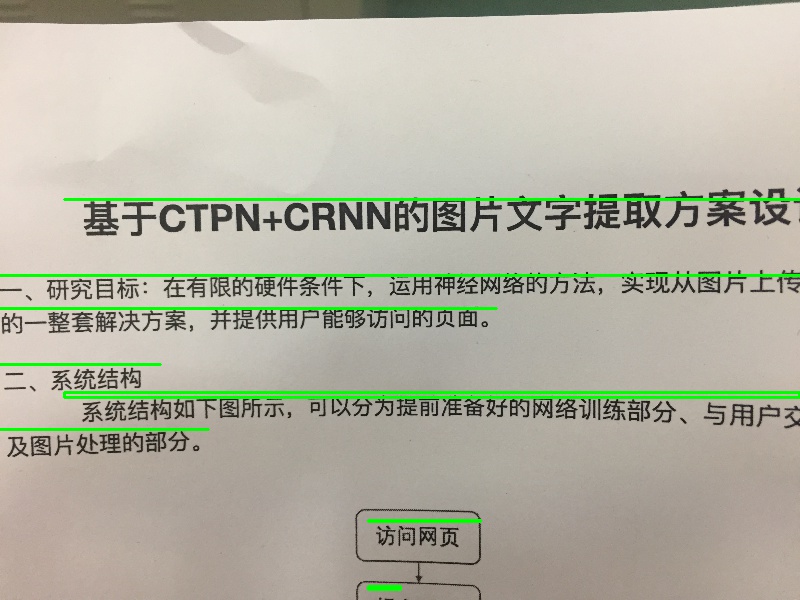 基于CTPN+CRNN的图片文字提取方案设
一、研究目标：在有限的硬件条件下，运用神经网络的方法，实现从图片上传
的一整套解决方案，并提供用户能够访问的页面。
二、系统结构
系统结构如下图所示，可以分为提前准备好的网络训练部分、与用户交
及图片处理的部分。
访问网页